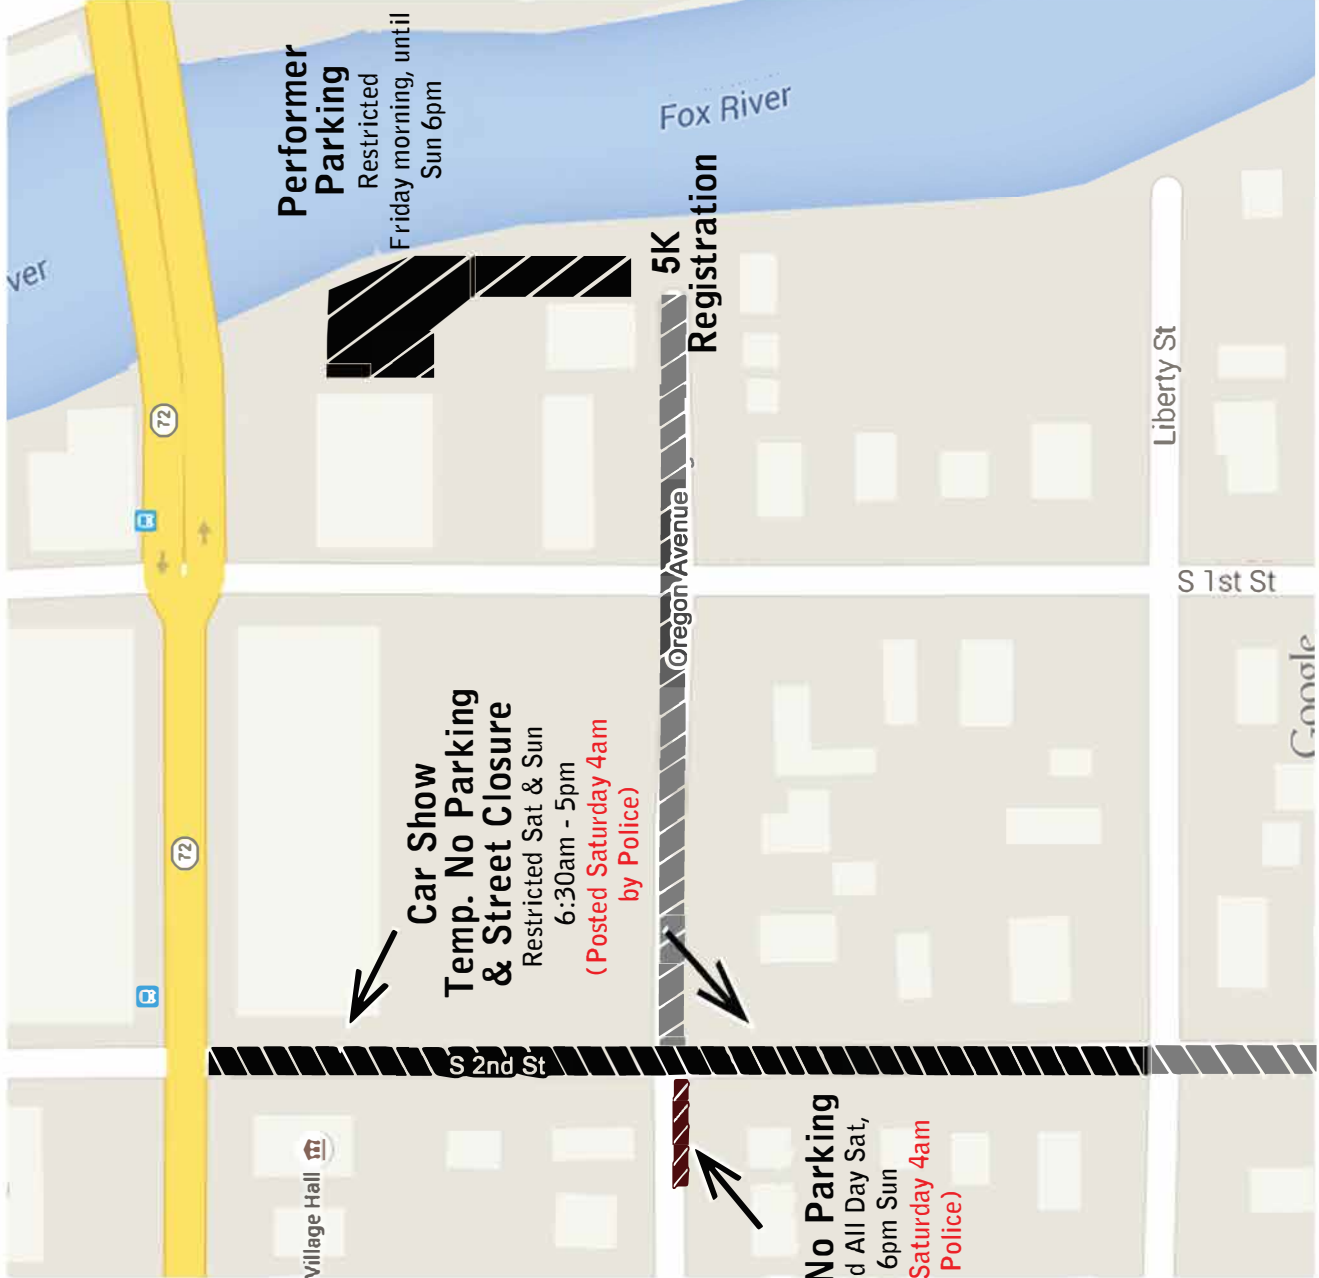 Performer
Parking
Restricted
Friday morning, until
Sun 6pm
Fox River
ver
5K
Registration
72
Oregon Avenue
Liberty St
S 1st St
Car Show
Temp. No Parking
& Street Closure
Restricted Sat & Sun
6:30am - 5pm
(Posted Saturday 4am
by Police)
72
Google
S 2nd St
Village Hall
No Parking
d All Day Sat,
6pm Sun
Saturday 4am
Police)